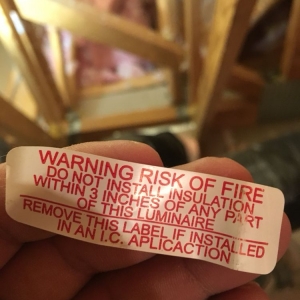 WARNING RISK OF FIRE
DO NOT INSTALL INSULATION
WITHIN 3 INCHES OF ANY PART
OF THIS LUMINAIRE
REMOVE THIS LABEL IF INSTALLED
IN AN I.C. APLICACTION